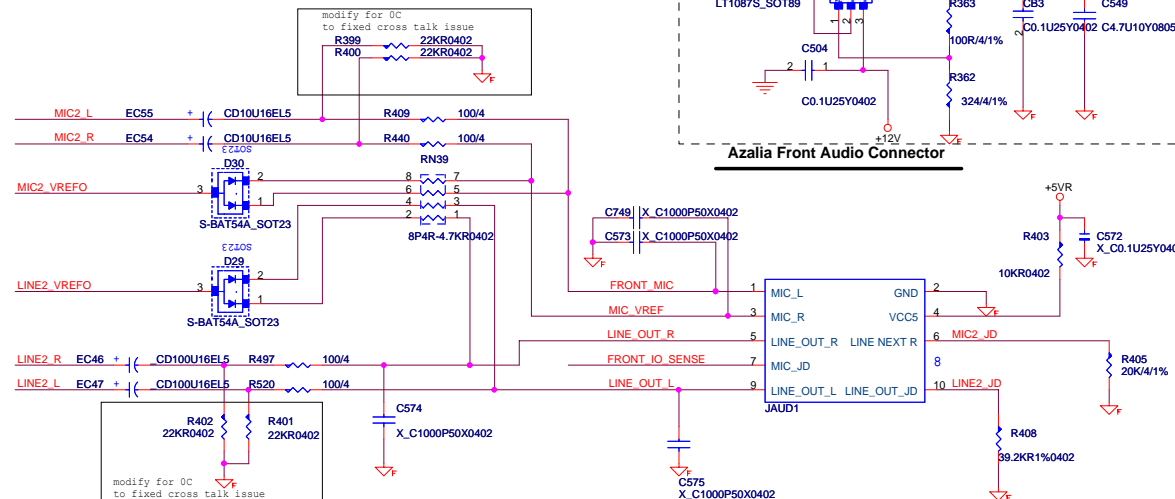 modify for 0C
to fixed cross talk issue
R399 22KR0402
R400 22KR0402
F
LT1087S_SOT89
1 2 3
R363
100R/4/1%
CB3
C0.1U25Y0402
2
C549
C4.7U10Y0805
C504
2 1
C0.1U25Y0402
R362
324/4/1%
+12V
F
F
F
Azalia Front Audio Connector
MIC2_L EC55 + CD10U16EL5 R409 100/4
MIC2_R EC54 + CD10U16EL5 R440 100/4
SOT23
D30
RN39
MIC2_VREFO 3 2 1
S-BAT54A_SOT23
8 7
6 5
4 3
2 1
8P4R-4.7KR0402
SOT23
D29
LINE2_VREFO 3 2 1
S-BAT54A_SOT23
C749 X_C1000P50X0402
C573 X_C1000P50X0402
F
+5VR
R403
10KR0402
C572
F
FRONT_MIC 1 MIC_L GND 2
F
MIC_VREF 3 MIC_R VCC5 4
LINE_OUT_R 5 LINE_OUT_R LINE NEXT R 6 MIC2_JD
FRONT_IO_SENSE 7 MIC_JD 8
LINE_OUT_L 9 LINE_OUT_L LINE_OUT_JD 10 LINE2_JD
JAUD1
LINE2_R EC46 + CD100U16EL5 R497 100/4
LINE2_L EC47 + CD100U16EL5 R520 100/4
R405
20K/4/1%
F
R402
22KR0402
R401
22KR0402
F
C574
X_C1000P50X0402
F
R408
39.2KR1%0402
F
F
C575
X_C1000P50X0402
modify for 0C
to fixed cross talk issue